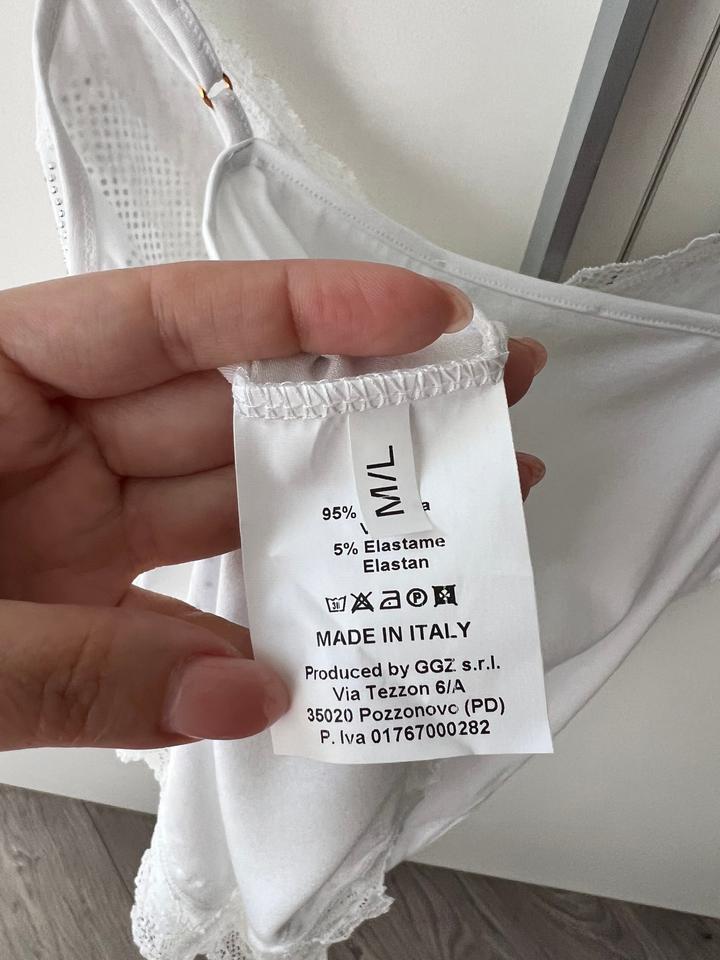 M/L
95%
5% Elastame
Elastan
MADE IN ITALY
Produced by GGZ s.r.l.
Via Tezzon 6/A
35020 Pozzonovo (PD)
P. Iva 01767000282